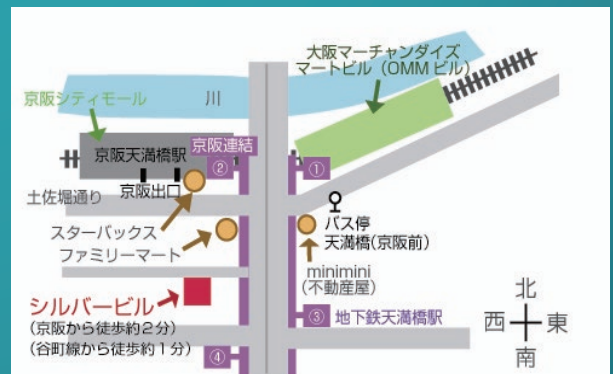 大阪マーチャンダイズ
マートビル（OMMビル）
京阪シティモール
川
京阪連結
京阪天満橋駅
②
①
京阪出口
土佐堀通り
バス停
天満橋(京阪前)
スターバックス
ファミリーマート
minimini
(不動産屋)
シルバービル
(京阪から徒歩約２分)
(谷町線から徒歩約１分)
③ 地下鉄天満橋駅
④
北
西
東
南